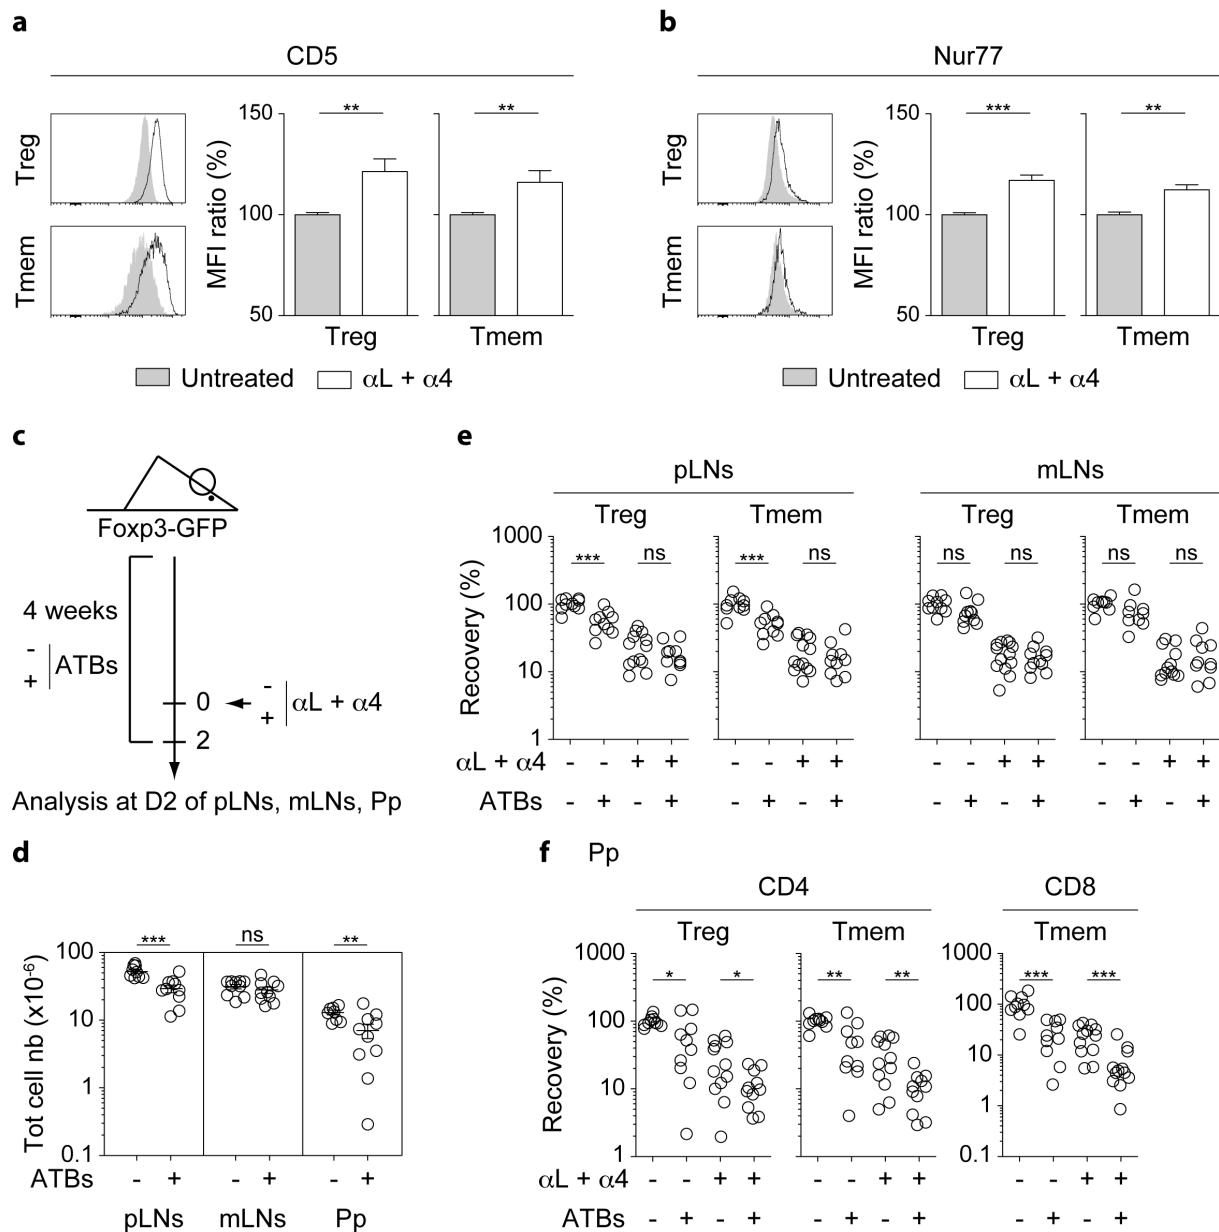 a
CD5
Treg
Tmem
MFI ratio (%)
150
100
50
**
**
Treg
Tmem
Untreated
αL + α4
b
Nur77
Treg
Tmem
MFI ratio (%)
150
100
50
***
**
Treg
Tmem
Untreated
αL + α4
c
Foxp3-GFP
4 weeks
-
+
ATBs
0
-
+
αL + α4
2
Analysis at D2 of pLNs, mLNs, Pp
d
Tot cell nb (x10-6)
100
10
1
0.1
***
ns
**
ATBs - + - + - +
pLNs mLNs Pp
e
pLNs
mLNs
Treg Tmem Treg Tmem
Recovery (%)
1000
100
10
1
*** ns *** ns ns ns ns ns
αL + α4 - - + + - - + + - - + + - - + +
ATBs - + - + - + - + - + - + - + - +
f
Pp
CD4
CD8
Treg Tmem Tmem
Recovery (%)
1000
100
10
1
1000
100
10
1
0.1
* * ** ** *** ***
αL + α4 - - + + - - + + - - + +
ATBs - + - + - + - + - + - +